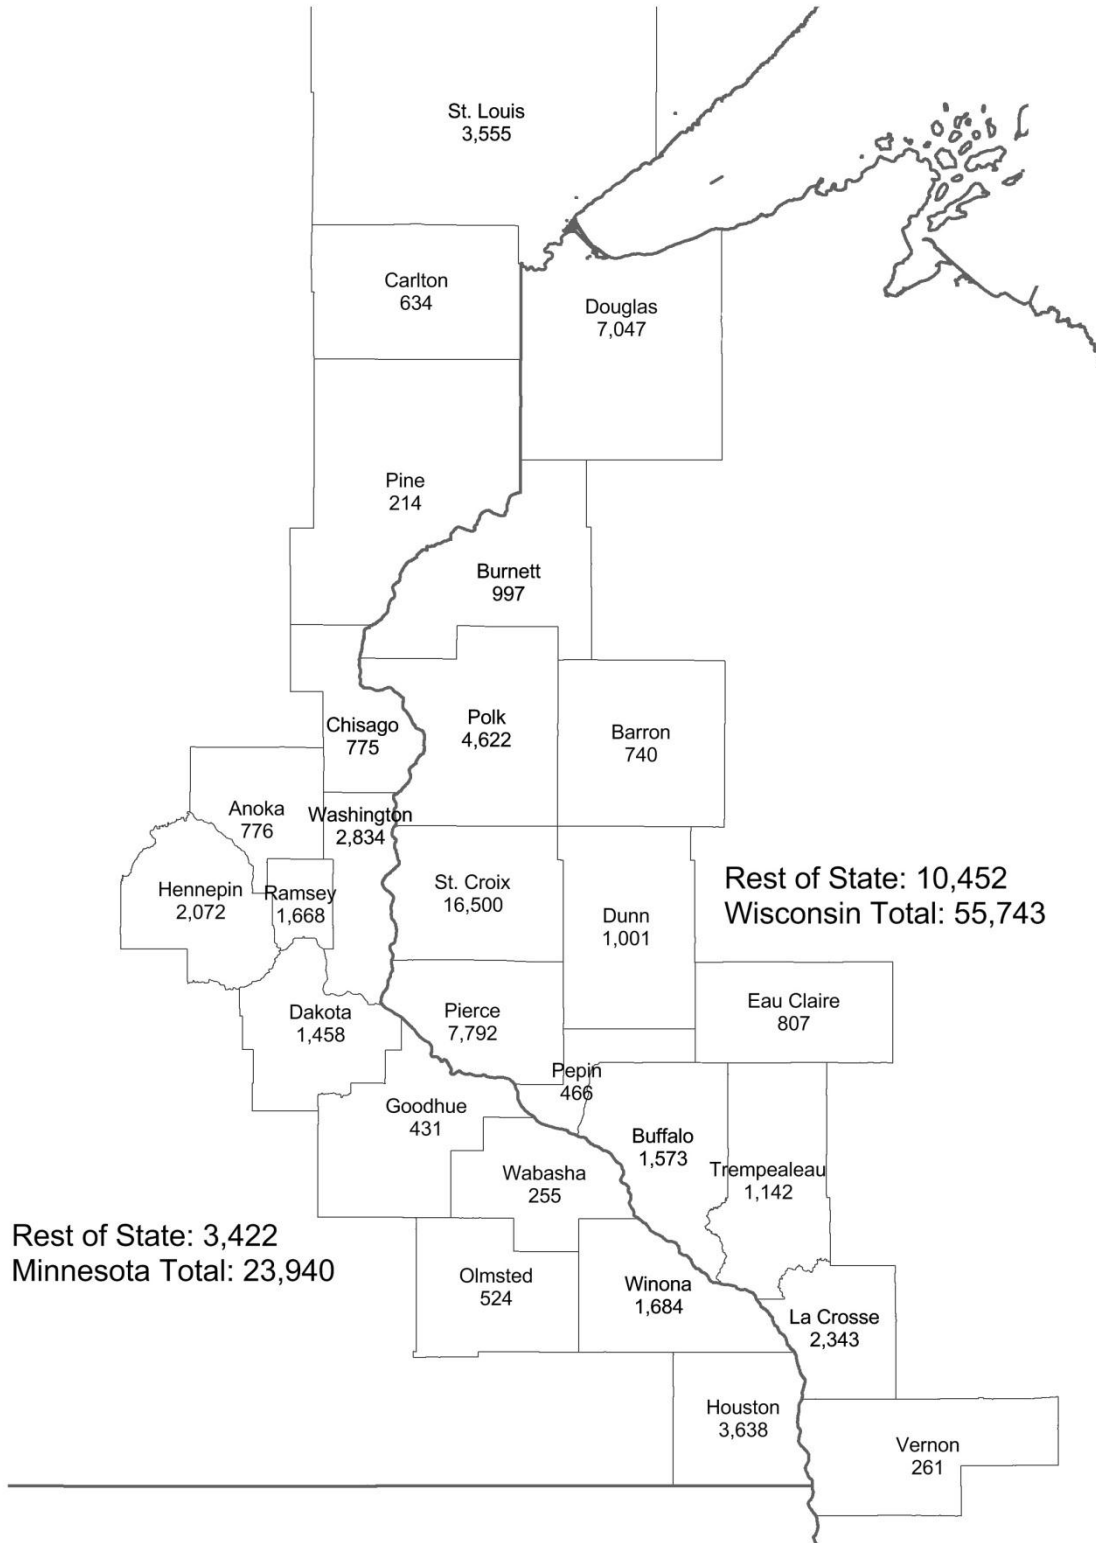 St. Louis
3,555
Carlton
634
Douglas
7,047
Pine
214
Burnett
997
Chisago
775
Polk
4,622
Barron
740
Anoka
776
Washington
2,834
Hennepin
2,072
Ramsey
1,668
St. Croix
16,500
Dunn
1,001
Rest of State: 10,452
Wisconsin Total: 55,743
Dakota
1,458
Pierce
7,792
Eau Claire
807
Pepin
466
Goodhue
431
Buffalo
1,573
Wabasha
255
Trempealeau
1,142
Rest of State: 3,422
Minnesota Total: 23,940
Olmsted
524
Winona
1,684
La Crosse
2,343
Houston
3,638
Vernon
261